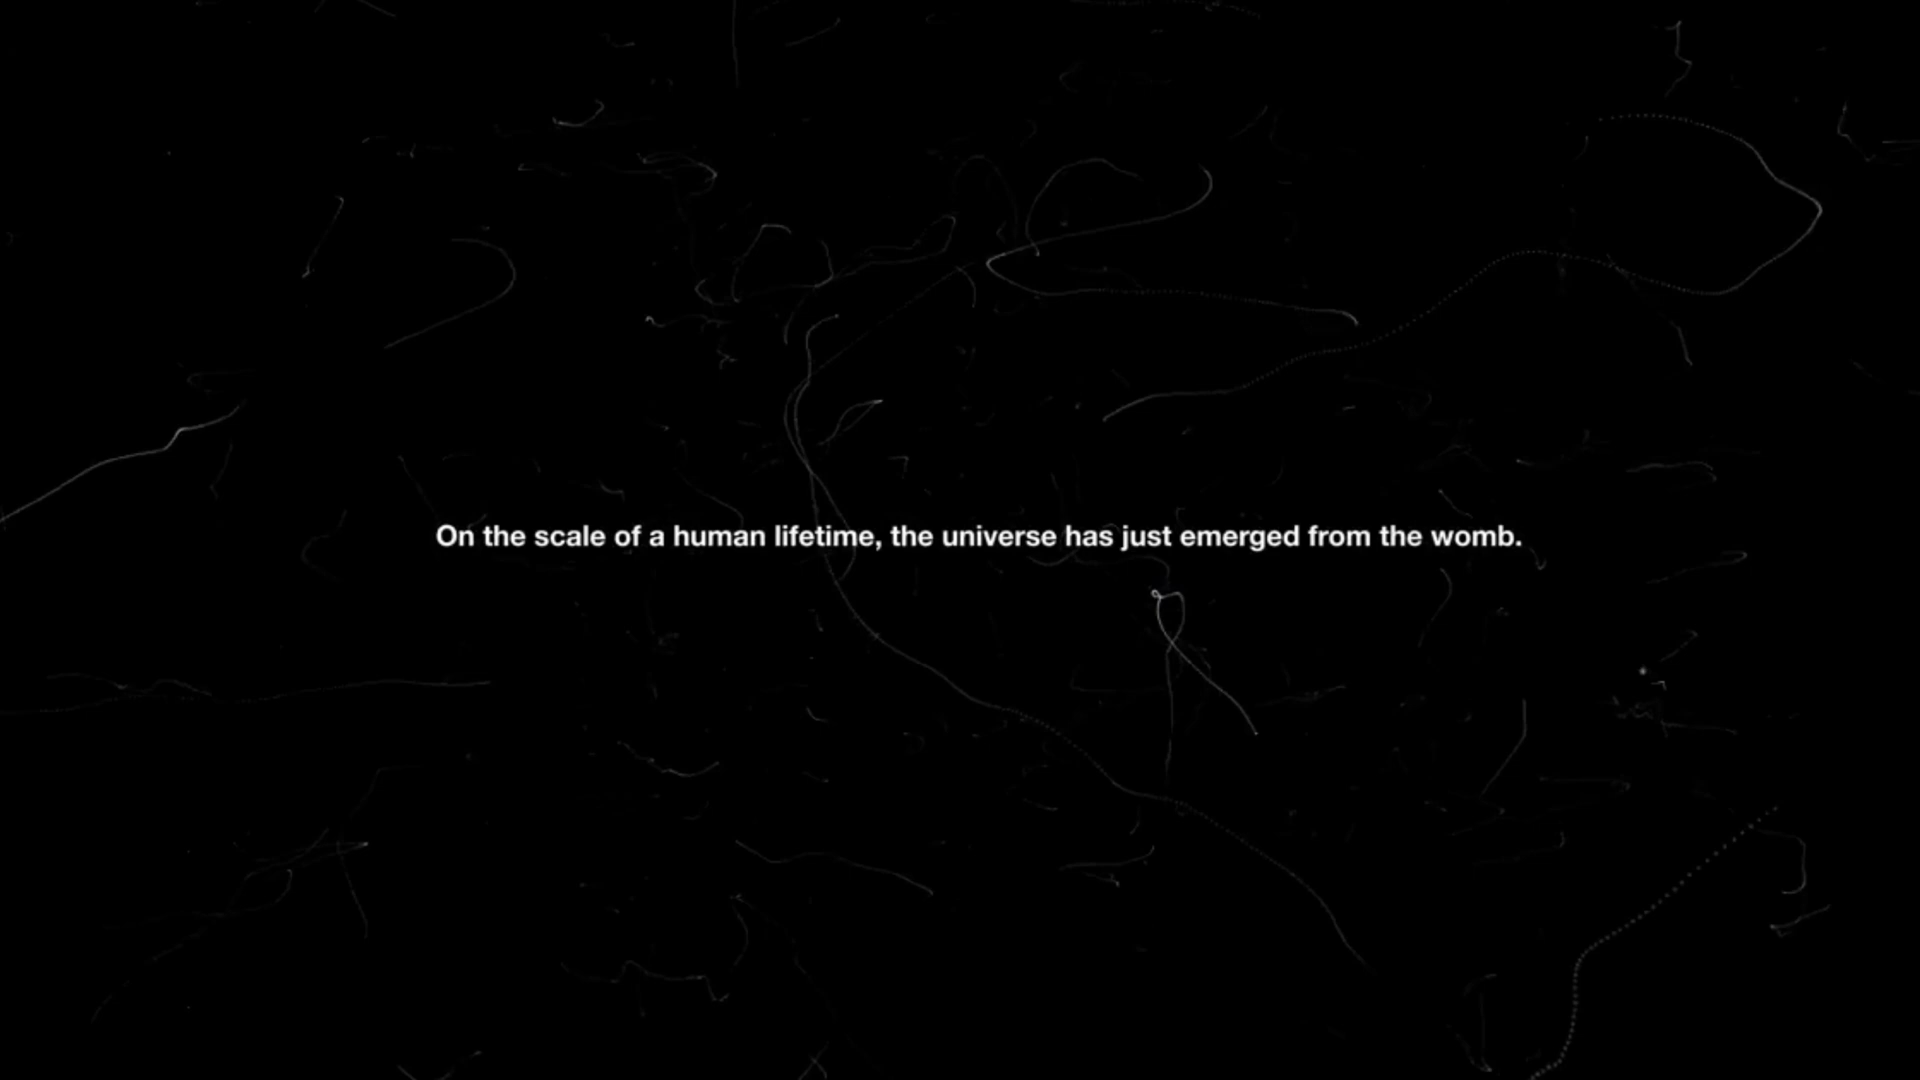 On the scale of a human lifetime, the universe has just emerged from the womb.